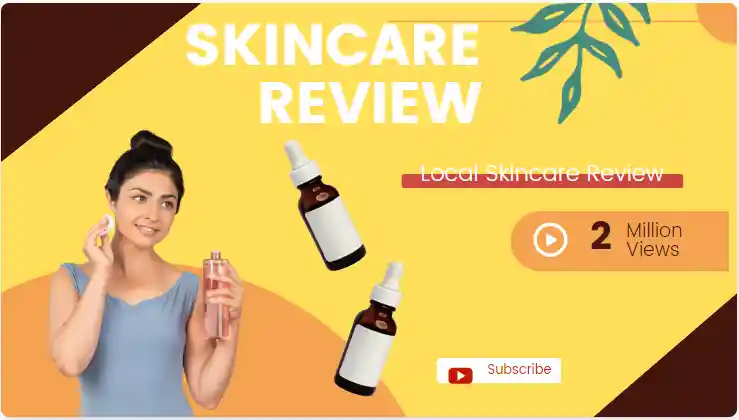 SKINCARE
REVIEW
Local Skincare Review
2 Million
Views
Subscribe